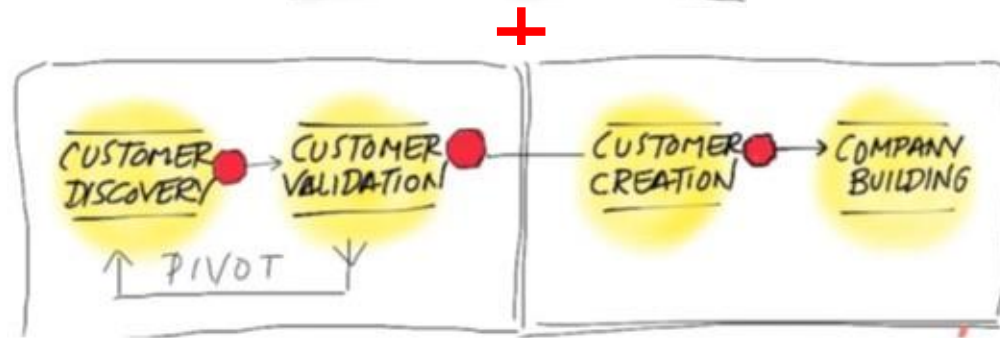 CUSTOMER
DISCOVERY
CUSTOMER
VALIDATION
CUSTOMER
CREATION
COMPANY
BUILDING
PIVOT